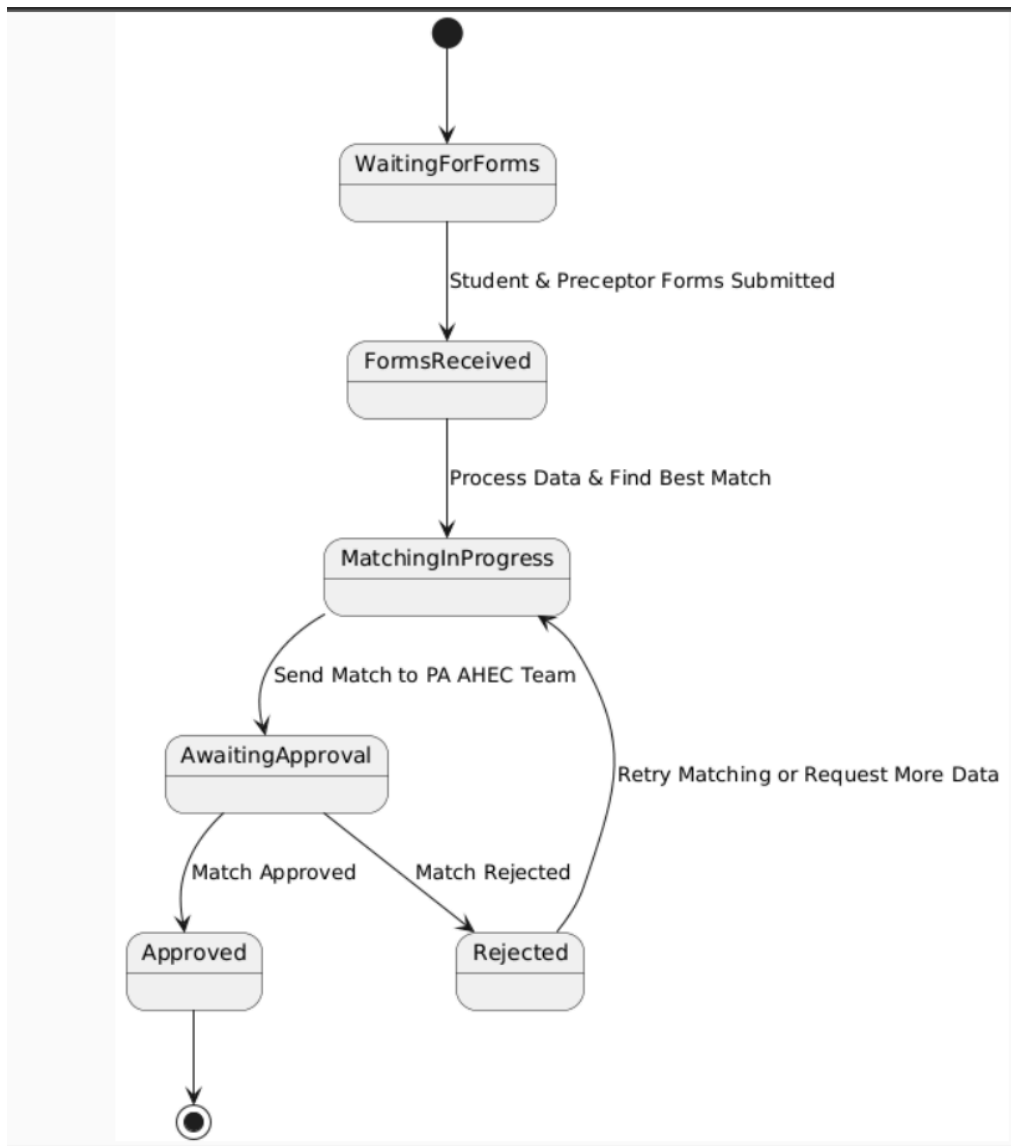 WaitingForForms
Student & Preceptor Forms Submitted
FormsReceived
Process Data & Find Best Match
MatchingInProgress
Send Match to PA AHEC Team
AwaitingApproval
Retry Matching or Request More Data
Match Approved
Match Rejected
Approved
Rejected